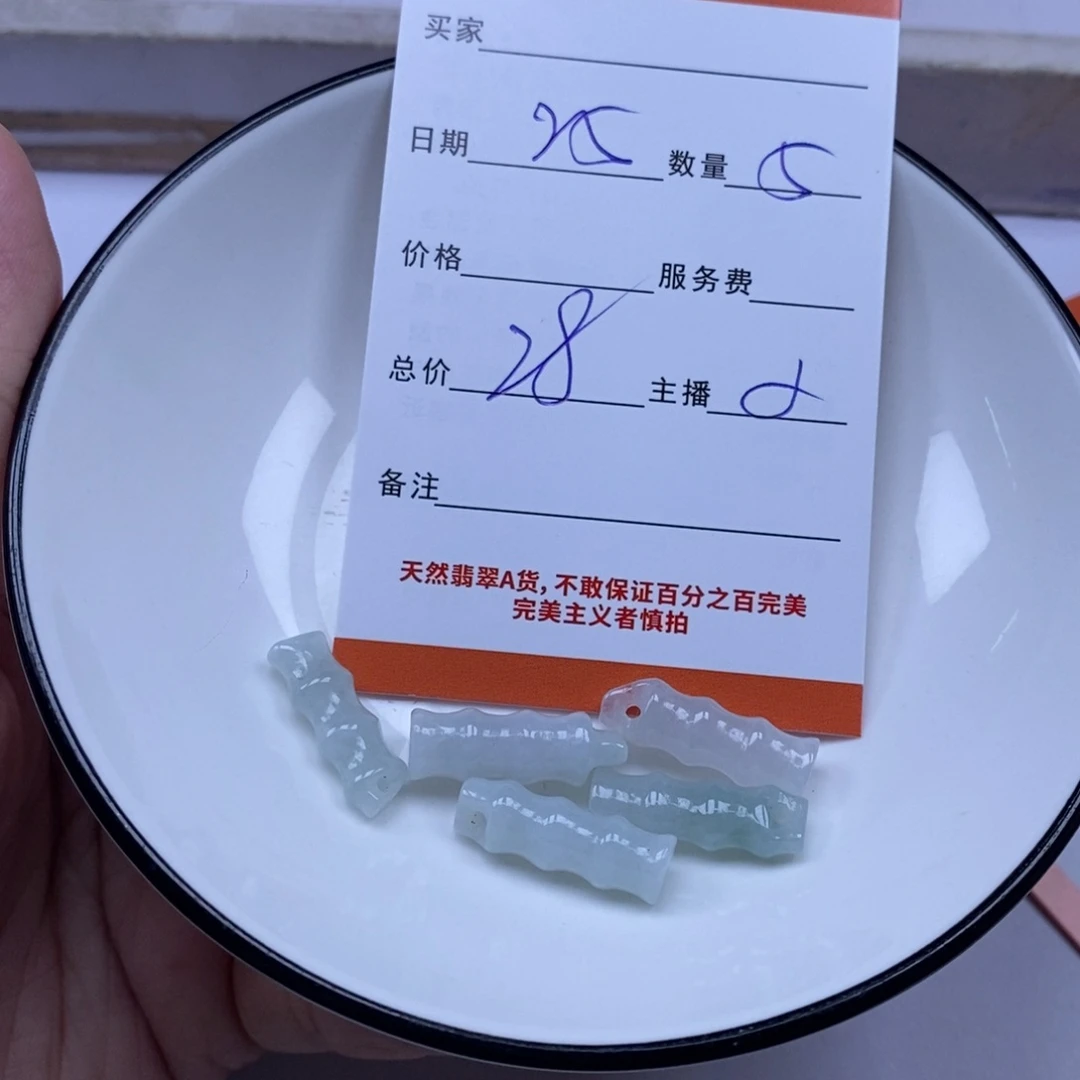 买家
日期 25 数量 5
价格 服务费
总价 28 主播
备注
天然翡翠A货,不敢保证百分之百完美
完美主义者慎拍